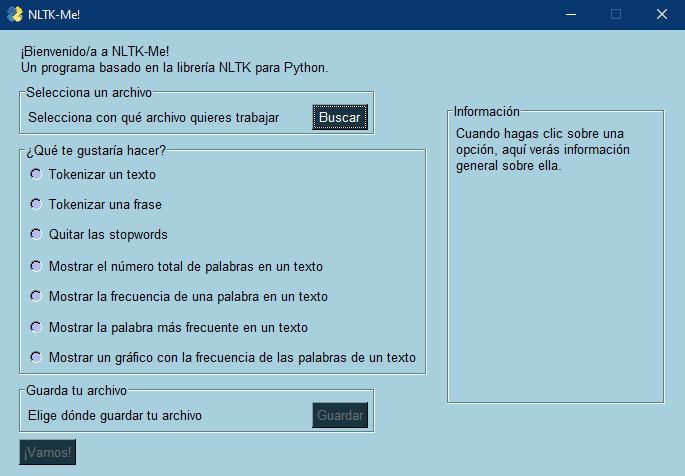 NLTK-Me!
¡Bienvenido/a a NLTK-Me!
Un programa basado en la librería NLTK para Python.
Selecciona un archivo
Selecciona con qué archivo quieres trabajar
Buscar
¿Qué te gustaría hacer?
Tokenizar un texto
Tokenizar una frase
Quitar las stopwords
Mostrar el número total de palabras en un texto
Mostrar la frecuencia de una palabra en un texto
Mostrar la palabra más frecuente en un texto
Mostrar un gráfico con la frecuencia de las palabras de un texto
Guarda tu archivo
Elige dónde guardar tu archivo
Guardar
¡Vamos!
Información
Cuando hagas clic sobre una
opción, aquí verás información
general sobre ella.